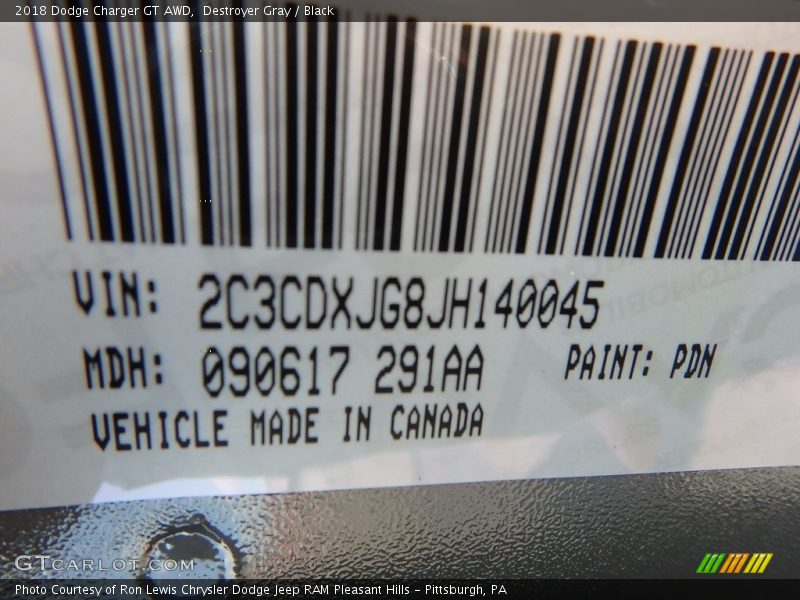 2018 Dodge Charger GT AWD, Destroyer Gray / Black
VIN: 2C3CDXJG8JH140045
MDH: 090617 291AA PAINT: PDN
VEHICLE MADE IN CANADA
GTcarlot.com
Photo Courtesy of Ron Lewis Chrysler Dodge Jeep RAM Pleasant Hills - Pittsburgh, PA